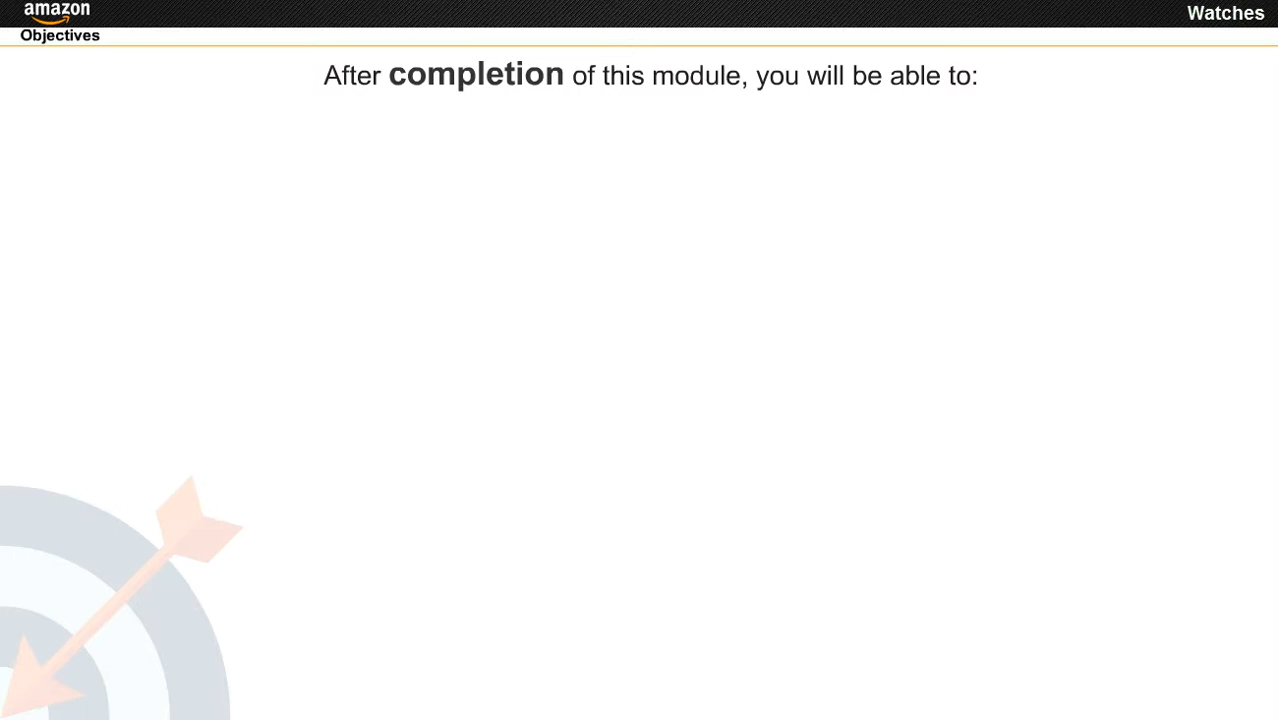 amazon
Watches
Objectives
After completion of this module, you will be able to: